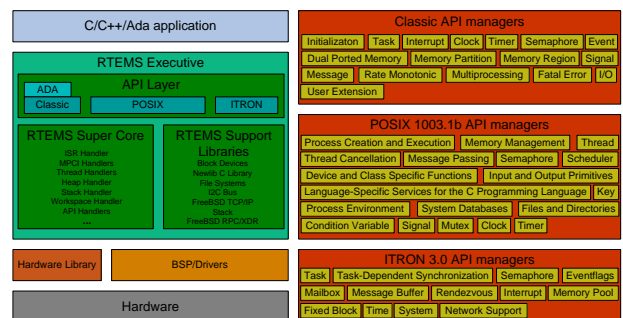 C/C++/Ada application
RTEMS Executive
API Layer
ADA
Classic
POSIX
ITRON
RTEMS Super Core
ISR Handler
MPCI Handlers
Thread Handlers
Heap Handler
Stack Handler
Workspace Handler
API Handlers
...
RTEMS Support
Libraries
Block Devices
Newlib C Library
File Systems
I2C Bus
FreeBSD TCP/IP
Stack
FreeBSD RPC/XDR
Hardware Library
BSP/Drivers
Hardware
Classic API managers
Initializaton Task Interrupt Clock Timer Semaphore Event
Dual Ported Memory Memory Partition Memory Region Signal
Message Rate Monotonic Multiprocessing Fatal Error I/O
User Extension
POSIX 1003.1b API managers
Process Creation and Execution Memory Management Thread
Thread Cancellation Message Passing Semaphore Scheduler
Device and Class Specific Functions Input and Output Primitives
Language-Specific Services for the C Programming Language Key
Process Environment System Databases Files and Directories
Condition Variable Signal Mutex Clock Timer
ITRON 3.0 API managers
Task Task-Dependent Synchronization Semaphore Eventflags
Mailbox Message Buffer Rendezvous Interrupt Memory Pool
Fixed Block Time System Network Support